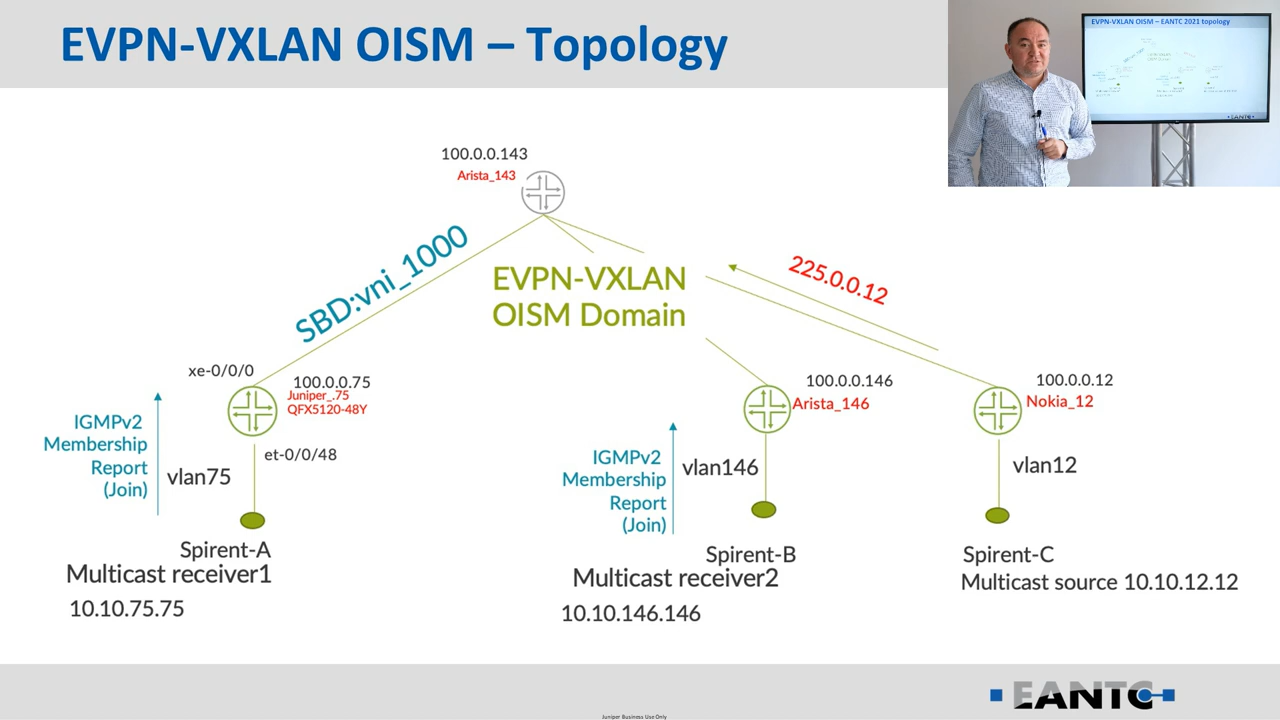 EVPN-VXLAN OISM – Topology
EVPN-VXLAN OISM – EANTC 2021 topology
EANTC
100.0.0.143
Arista_143
SBD:vni_1000
EVPN-VXLAN
OISM Domain
225.0.0.12
xe-0/0/0
100.0.0.75
Juniper_.75
QFX5120-48Y
et-0/0/48
IGMPv2
Membership
Report
(Join)
vlan75
Spirent-A
Multicast receiver1
10.10.75.75
100.0.0.146
Arista_146
IGMPv2
Membership
Report
(Join)
vlan146
Spirent-B
Multicast receiver2
10.10.146.146
100.0.0.12
Nokia_12
vlan12
Spirent-C
Multicast source 10.10.12.12
EANTC
Juniper Business Use Only